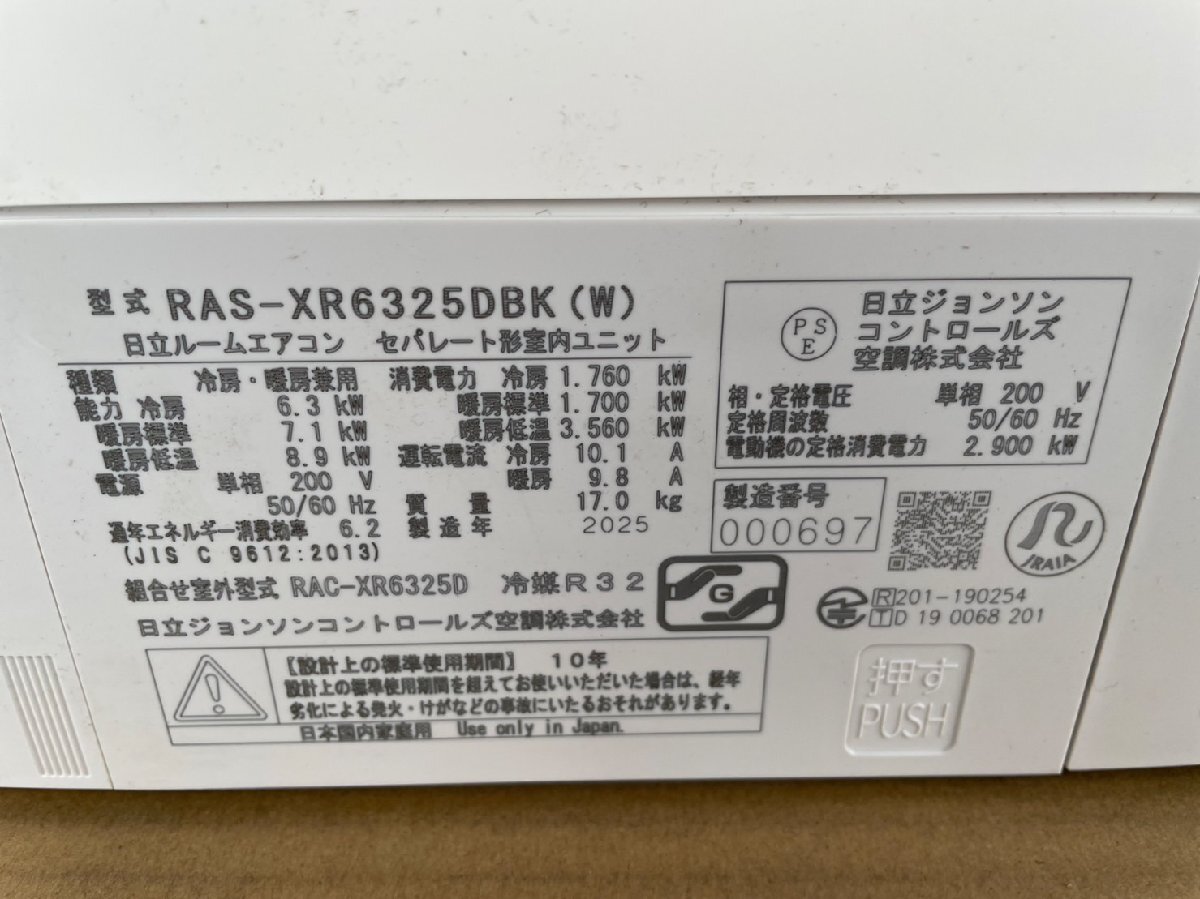 型式 RAS-XR6325DBK(W)
日立ルームエアコン セパレート形室内ユニット
種類 冷房・暖房兼用
能力 冷房 6.3 kW
暖房標準 7.1 kW
暖房低温 8.9 kW
電源 単相 200 V
50/60 Hz
通年エネルギー消費効率 6.2
(JIS C 9612:2013)
消費電力 冷房 1.760 kW
暖房標準 1.700 kW
暖房低温 3.560 kW
運転電流 冷房 10.1 A
暖房 9.8 A
質量 17.0 kg
製造年 2025
組合せ室外型式 RAC-XR6325D 冷媒R32
日立ジョンソンコントロールズ空調株式会社
PSE
日立ジョンソン
コントロールズ
空調株式会社
相・定格電圧 単相 200 V
定格周波数 50/60 Hz
電動機の定格消費電力 2.900 kW
製造番号
000697
JRAIA
G
R 201-190254
T D 19 0068 201
【設計上の標準使用期間】 10年
設計上の標準使用期間を超えてお使いいただいた場合は、経年
劣化による発火・けがなどの事故にいたるおそれがあります。
日本国内家庭用 Use only in Japan.
押す
PUSH